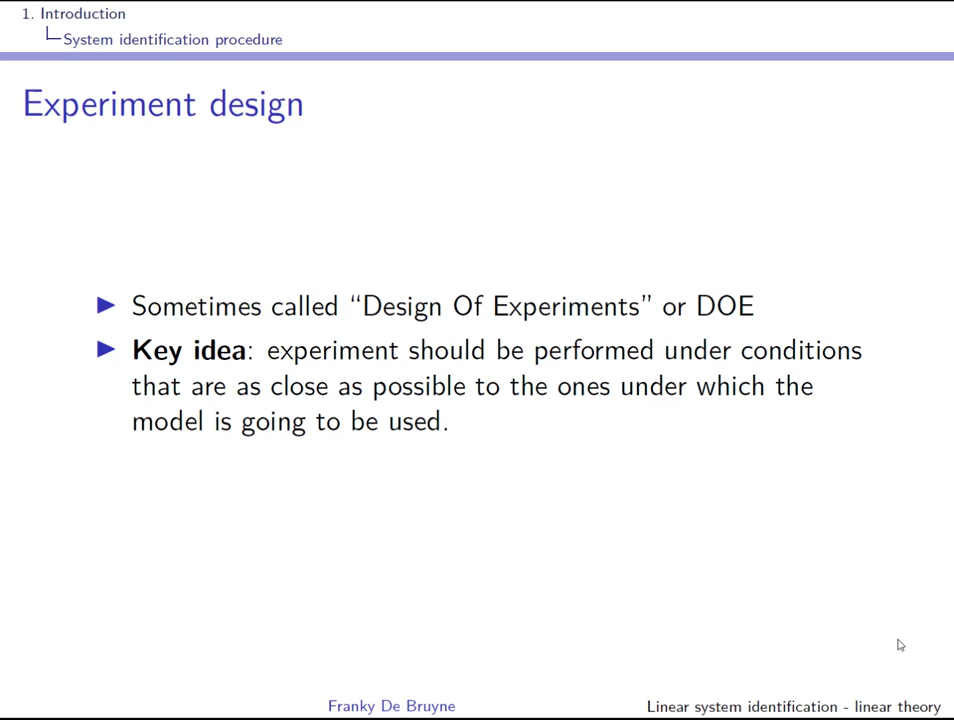 1. Introduction
System identification procedure
Experiment design
Sometimes called “Design Of Experiments” or DOE
Key idea: experiment should be performed under conditions
that are as close as possible to the ones under which the
model is going to be used.
Franky De Bruyne
Linear system identification - linear theory